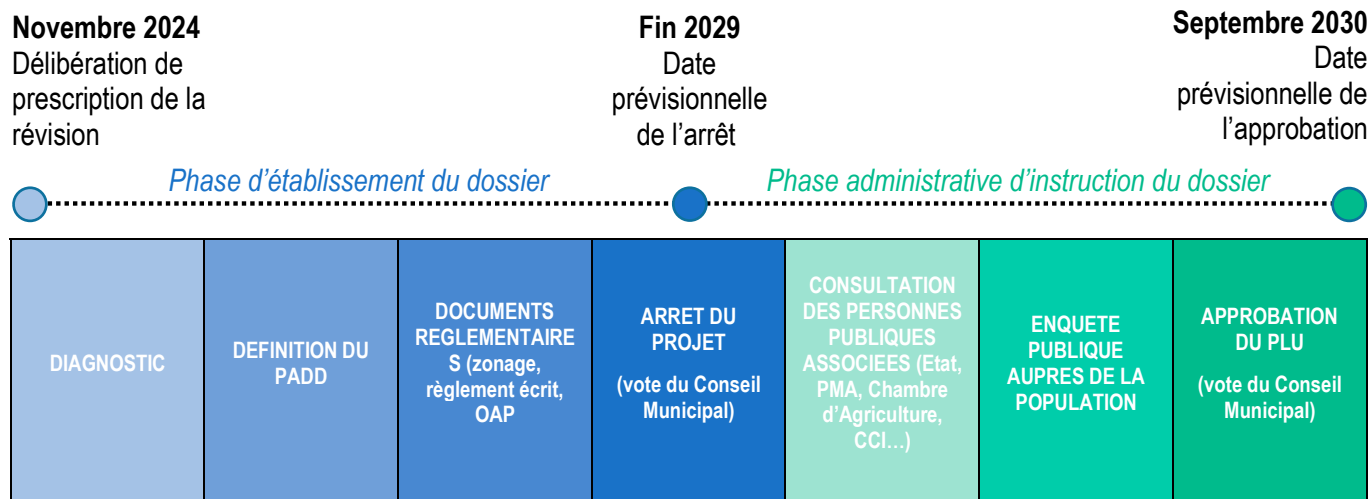 Novembre 2024
Délibération de
prescription de la
révision
Fin 2029
Date
prévisionnelle
de l'arrêt
Septembre 2030
Date
prévisionnelle de
l'approbation
Phase d'établissement du dossier
Phase administrative d'instruction du dossier
DIAGNOSTIC
DEFINITION DU
PADD
DOCUMENTS
REGLEMENTAIRE
S (zonage,
règlement écrit,
OAP
ARRET DU
PROJET
(vote du Conseil
Municipal)
CONSULTATION
DES PERSONNES
PUBLIQUES
ASSOCIEES (Etat,
PMA, Chambre
d'Agriculture,
CCI…)
ENQUETE
PUBLIQUE
AUPRES DE LA
POPULATION
APPROBATION
DU PLU
(vote du Conseil
Municipal)